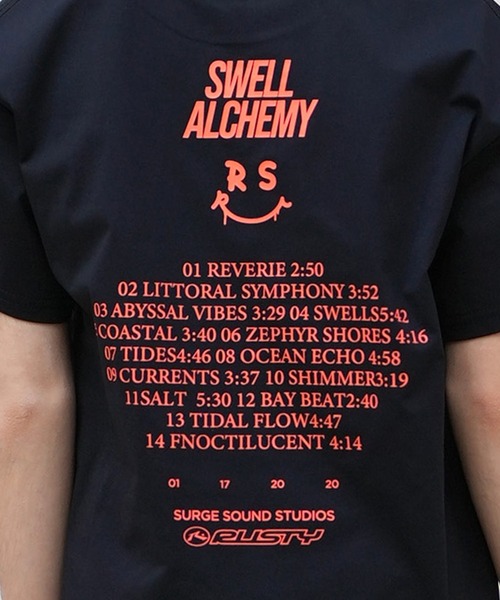 SWELL
ALCHEMY
R S
01 REVERIE 2:50
02 LITTORAL SYMPHONY 3:52
03 ABYSSAL VIBES 3:29 04 SWELLS5:42
COASTAL 3:40 06 ZEPHYR SHORES 4:16
07 TIDES4:46 08 OCEAN ECHO 4:58
09 CURRENTS 3:37 10 SHIMMER3:19
11SALT 5:30 12 BAY BEAT2:40
13 TIDAL FLOW4:47
14 FNOCTILUCENT 4:14
01 17 20 20
SURGE SOUND STUDIOS
RUSTY